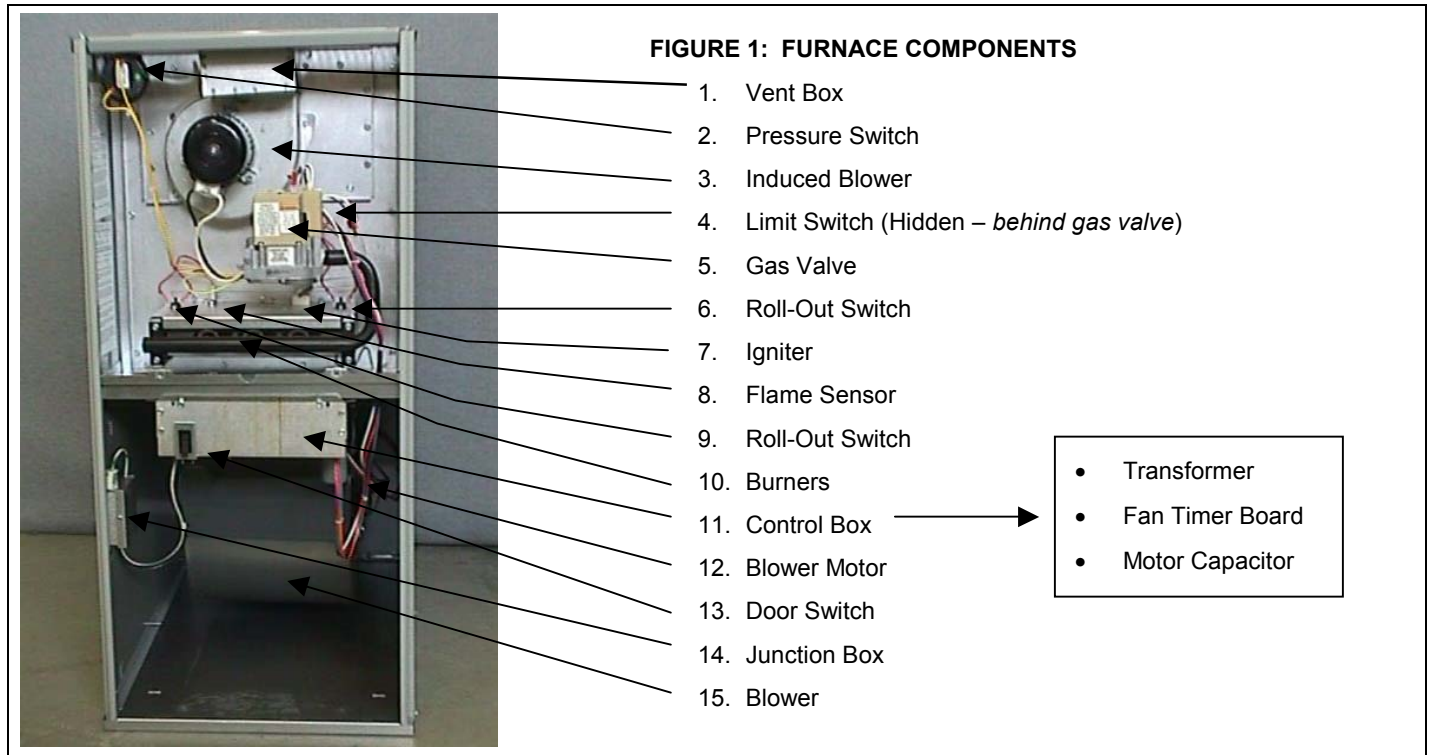 FIGURE 1: FURNACE COMPONENTS
1. Vent Box
2. Pressure Switch
3. Induced Blower
4. Limit Switch (Hidden – behind gas valve)
5. Gas Valve
6. Roll-Out Switch
7. Igniter
8. Flame Sensor
9. Roll-Out Switch
10. Burners
11. Control Box
12. Blower Motor
13. Door Switch
14. Junction Box
15. Blower
• Transformer
• Fan Timer Board
• Motor Capacitor